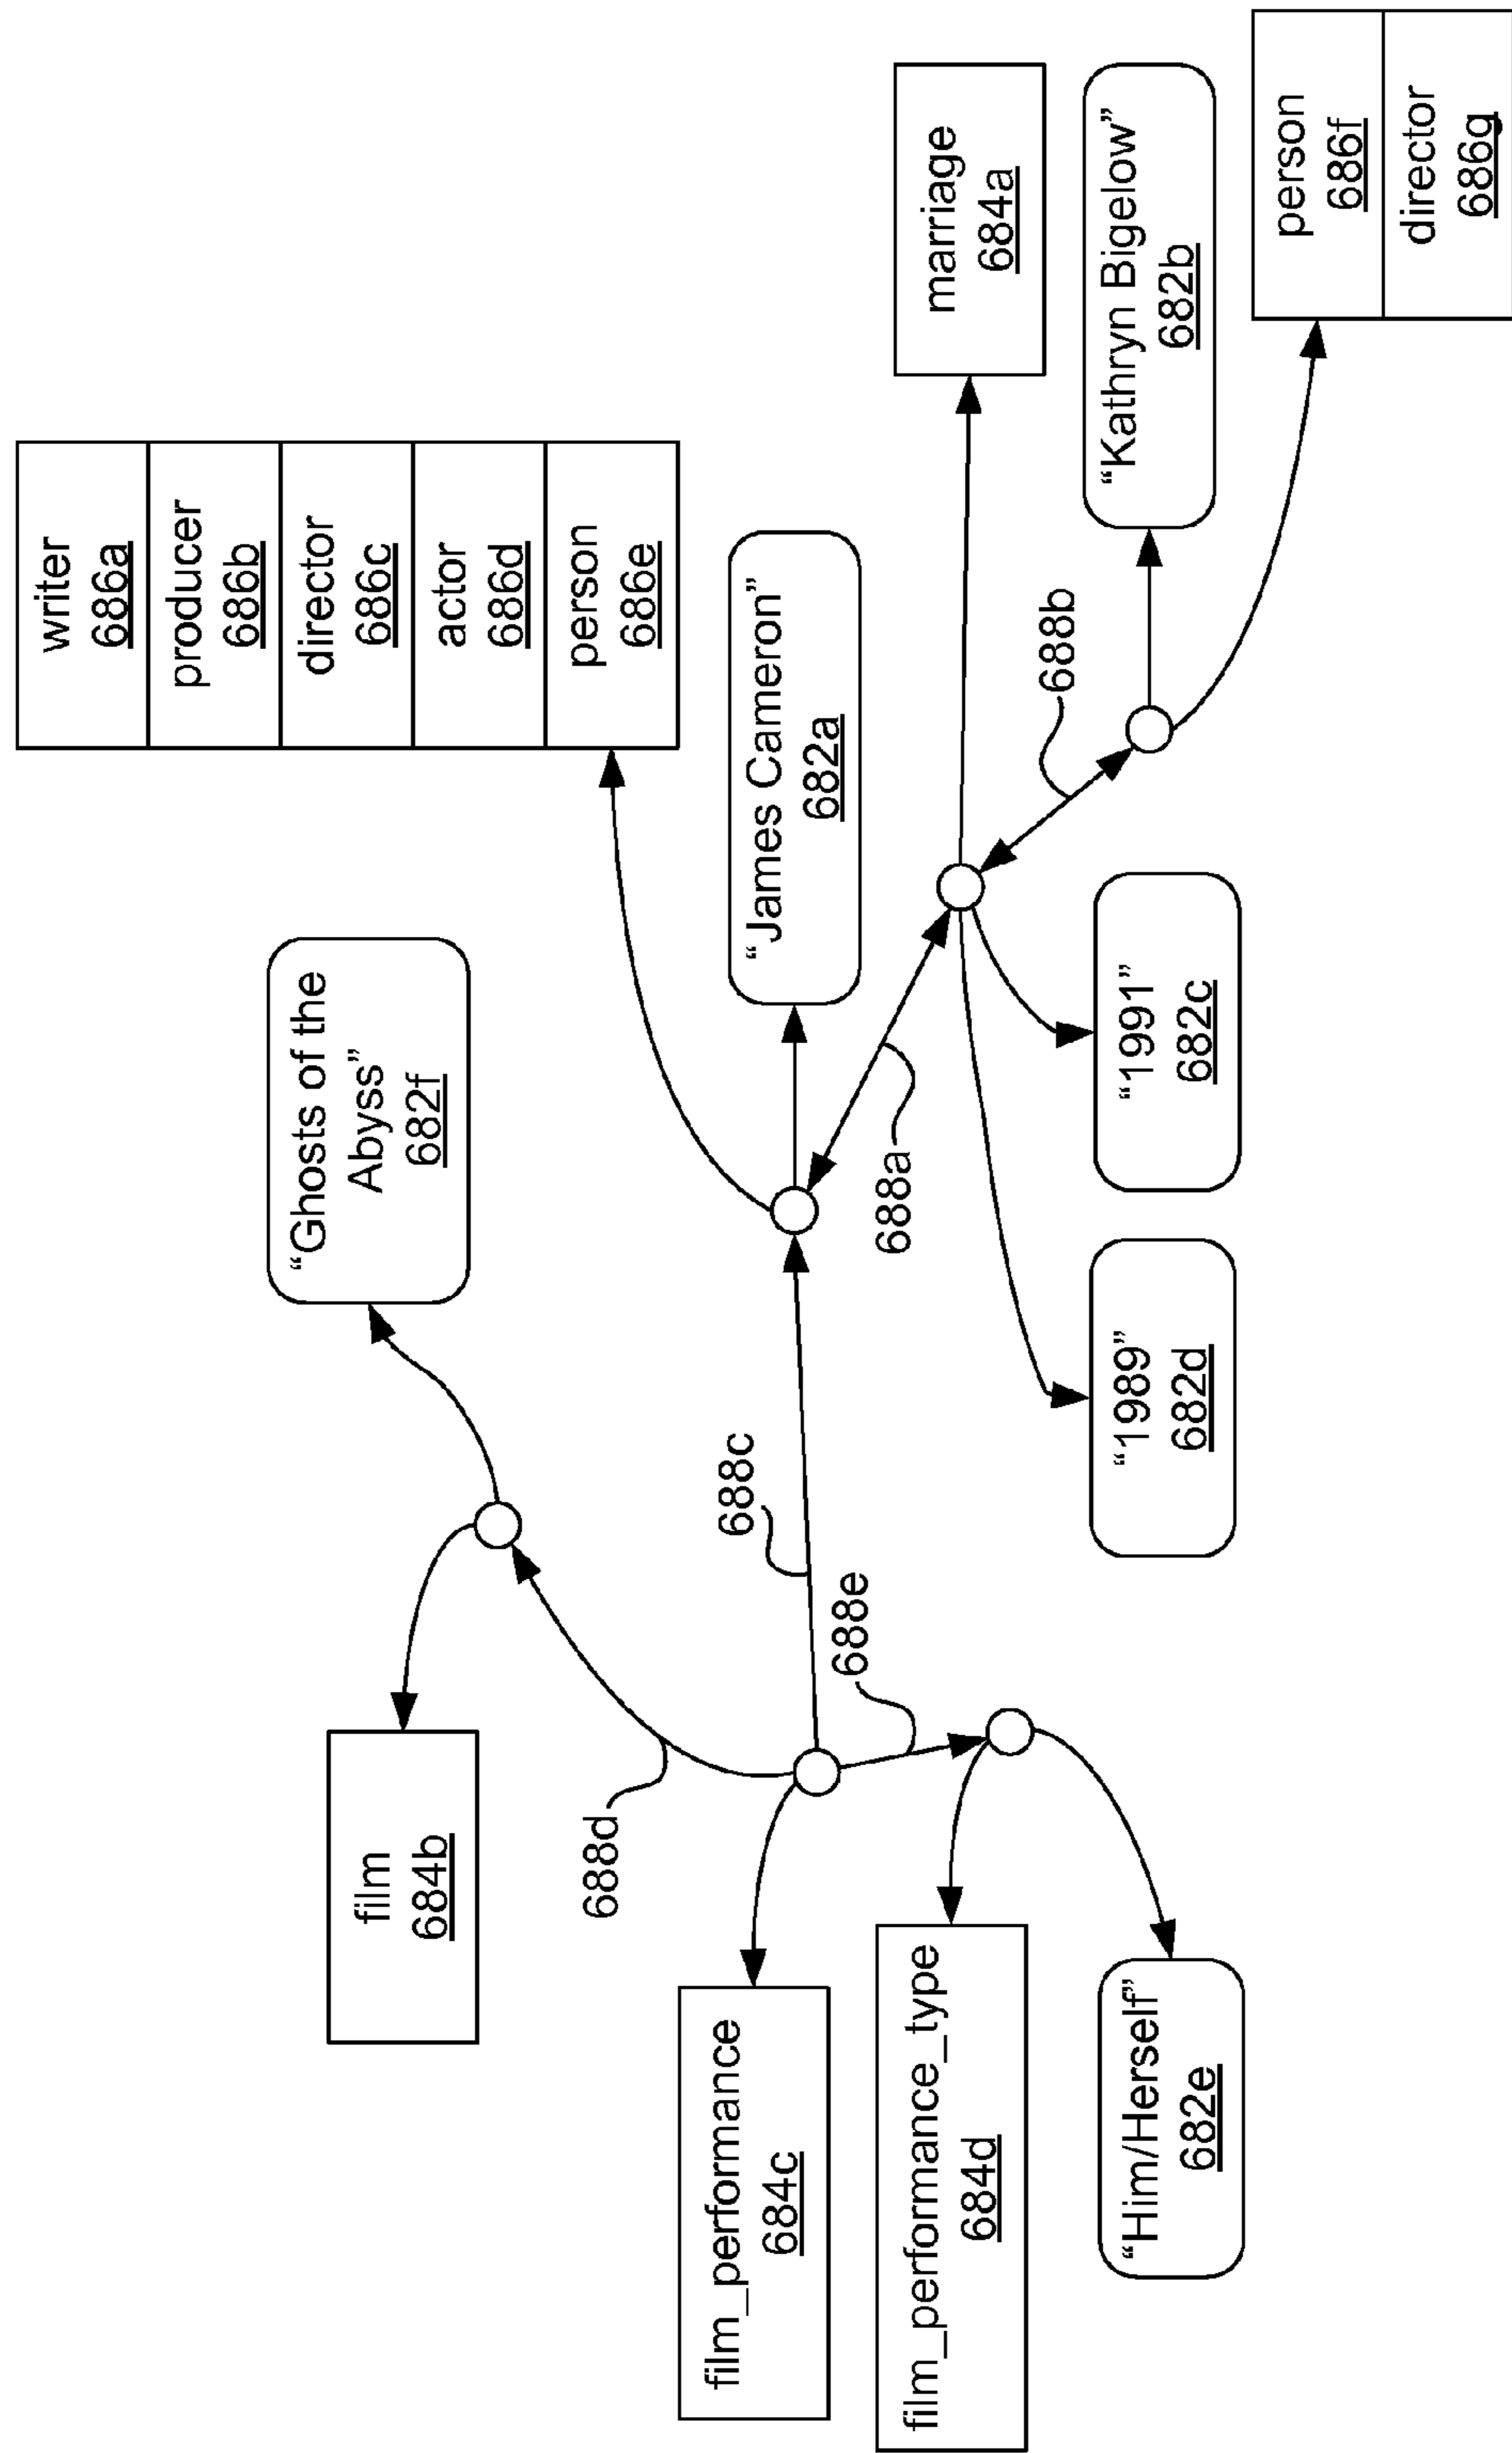 writer
686a
producer
686b
director
686c
actor
686d
person
686e
“Ghosts of the
Abyss”
682f
film
684b
688d
“James Cameron”
682a
688c
film_performance
684c
688e
688a
marriage
684a
film_performance_type
684d
688b
“Kathryn Bigelow”
682b
“1991”
682c
“1989”
682d
“Him/Herself”
682e
person
686f
director
686g